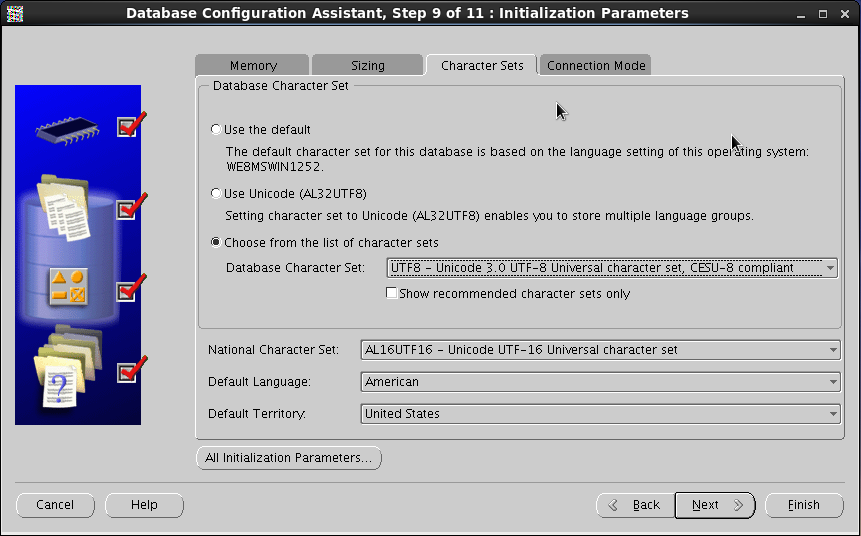 Database Configuration Assistant, Step 9 of 11 : Initialization Parameters
Memory
Sizing
Character Sets
Connection Mode
Database Character Set
Use the default
The default character set for this database is based on the language setting of this operating system:
WE8MSWIN1252.
Use Unicode (AL32UTF8)
Setting character set to Unicode (AL32UTF8) enables you to store multiple language groups.
Choose from the list of character sets
Database Character Set: UTF8 - Unicode 3.0 UTF-8 Universal character set, CESU-8 compliant
Show recommended character sets only
National Character Set: AL16UTF16 - Unicode UTF-16 Universal character set
Default Language: American
Default Territory: United States
All Initialization Parameters...
Cancel
Help
Back
Next
Finish